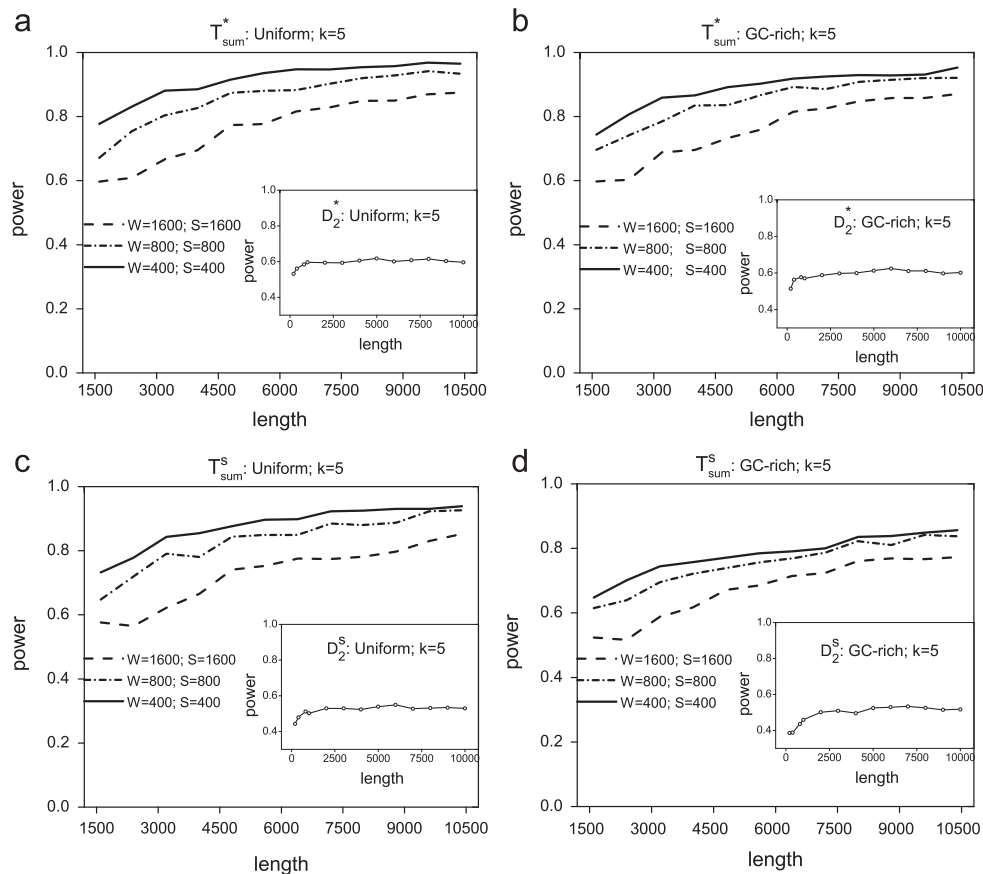 a
T*sum: Uniform; k=5
1.0
0.8
0.6
0.4
0.2
0.0
power
W=1600; S=1600
W=800; S=800
W=400; S=400
1.0
0.8
0.6
0.4
power
D*2: Uniform; k=5
0 2500 5000 7500 10000
length
1500 3000 4500 6000 7500 9000 10500
length
b
T*sum: GC-rich; k=5
1.0
0.8
0.6
0.4
0.2
0.0
power
W=1600; S=1600
W=800; S=800
W=400; S=400
1.0
0.8
0.6
0.4
power
D*2: GC-rich; k=5
0 2500 5000 7500 10000
length
1500 3000 4500 6000 7500 9000 10500
length
c
TSsum: Uniform; k=5
1.0
0.8
0.6
0.4
0.2
0.0
power
W=1600; S=1600
W=800; S=800
W=400; S=400
1.0
0.8
0.6
0.4
power
DS2: Uniform; k=5
0 2500 5000 7500 10000
length
1500 3000 4500 6000 7500 9000 10500
length
d
TSsum: GC-rich; k=5
1.0
0.8
0.6
0.4
0.2
0.0
power
W=1600; S=1600
W=800; S=800
W=400; S=400
1.0
0.8
0.6
0.4
power
DS2: GC-rich; k=5
0 2500 5000 7500 10000
length
1500 3000 4500 6000 7500 9000 10500
length